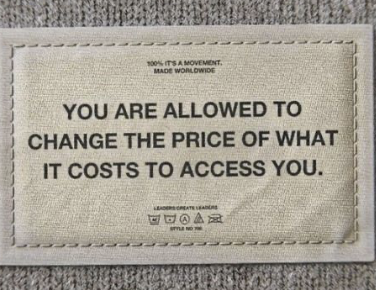 100% IT'S A MOVEMENT.
MADE WORLDWIDE
YOU ARE ALLOWED TO
CHANGE THE PRICE OF WHAT
IT COSTS TO ACCESS YOU.
LEADERS CREATE LEADERS
STYLE NO 706